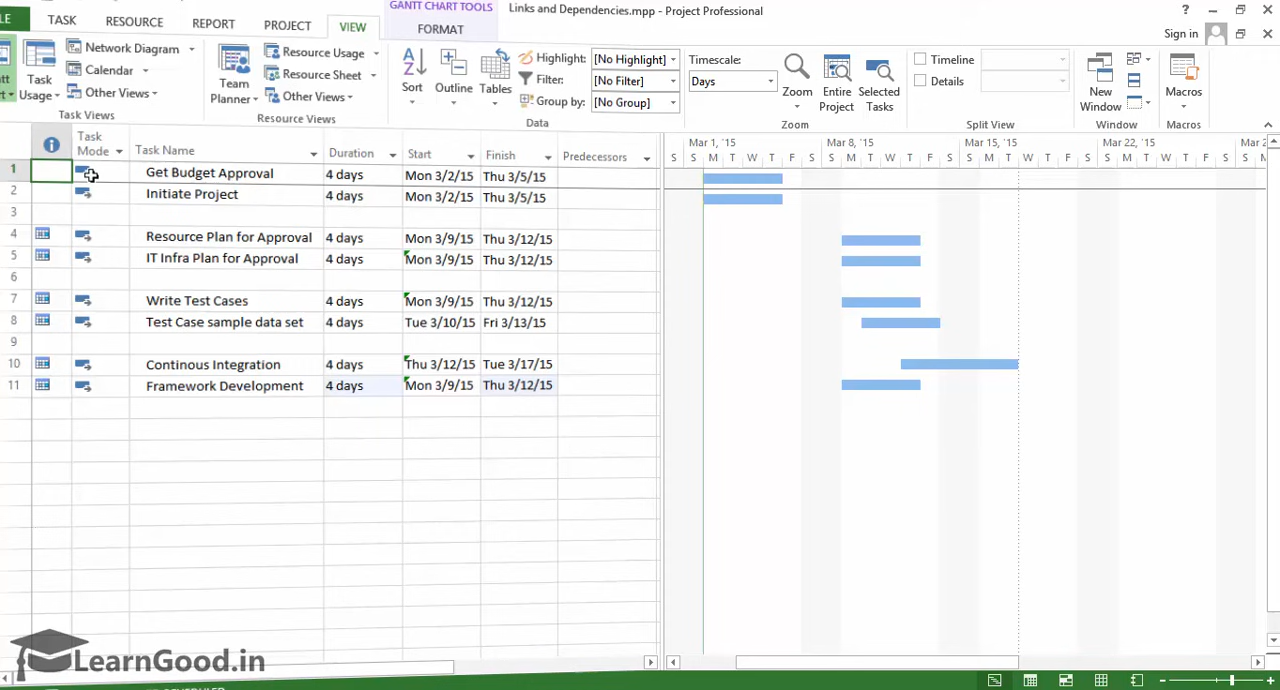 GANTT CHART TOOLS
Links and Dependencies.mpp - Project Professional
?
TASK RESOURCE REPORT PROJECT VIEW FORMAT
Sign in
Task Usage
Network Diagram
Calendar
Other Views
Task Views
Team Planner
Resource Usage
Resource Sheet
Other Views
Resource Views
Sort
Outline
Tables
Highlight: [No Highlight]
Filter: [No Filter]
Group by: [No Group]
Data
Timescale:
Days
Zoom
Entire Project
Selected Tasks
Zoom
Timeline
Details
Split View
New Window
Window
Macros
Macros
Task Mode Task Name Duration Start Finish Predecessors
Mar 1, '15 Mar 8, '15 Mar 15, '15 Mar 22, '15
S S M T W T F S S M T W T F S S M T W T F S S M T W T F S
1 Get Budget Approval 4 days Mon 3/2/15 Thu 3/5/15
2 Initiate Project 4 days Mon 3/2/15 Thu 3/5/15
3
4 Resource Plan for Approval 4 days Mon 3/9/15 Thu 3/12/15
5 IT Infra Plan for Approval 4 days Mon 3/9/15 Thu 3/12/15
6
7 Write Test Cases 4 days Mon 3/9/15 Thu 3/12/15
8 Test Case sample data set 4 days Tue 3/10/15 Fri 3/13/15
9
10 Continous Integration 4 days Thu 3/12/15 Tue 3/17/15
11 Framework Development 4 days Mon 3/9/15 Thu 3/12/15
LearnGood.in